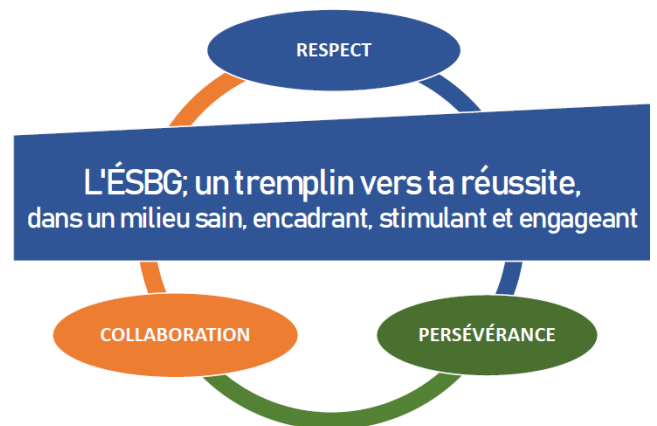 RESPECT
L'ÉSBG; un tremplin vers ta réussite,
dans un milieu sain, encadrant, stimulant et engageant
COLLABORATION
PERSÉVÉRANCE